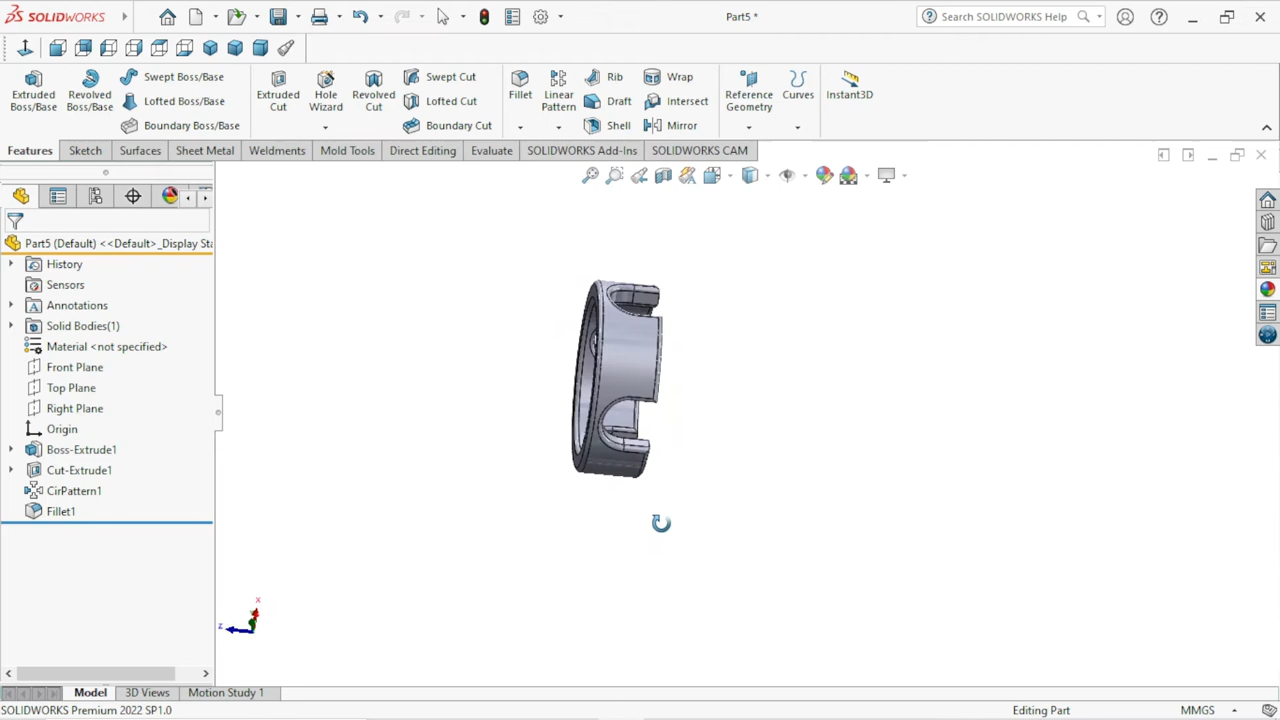 SOLIDWORKS
Part5 *
Search SOLIDWORKS Help
Extruded Boss/Base
Revolved Boss/Base
Swept Boss/Base
Lofted Boss/Base
Boundary Boss/Base
Extruded Cut
Hole Wizard
Revolved Cut
Swept Cut
Lofted Cut
Boundary Cut
Fillet
Linear Pattern
Rib
Draft
Shell
Wrap
Intersect
Mirror
Reference Geometry
Curves
Instant3D
Features
Sketch
Surfaces
Sheet Metal
Weldments
Mold Tools
Direct Editing
Evaluate
SOLIDWORKS Add-Ins
SOLIDWORKS CAM
Part5 (Default) <<Default>_Display Sta
History
Sensors
Annotations
Solid Bodies(1)
Material <not specified>
Front Plane
Top Plane
Right Plane
Origin
Boss-Extrude1
Cut-Extrude1
CirPattern1
Fillet1
x
z
Model
3D Views
Motion Study 1
SOLIDWORKS Premium 2022 SP1.0
Editing Part
MMGS